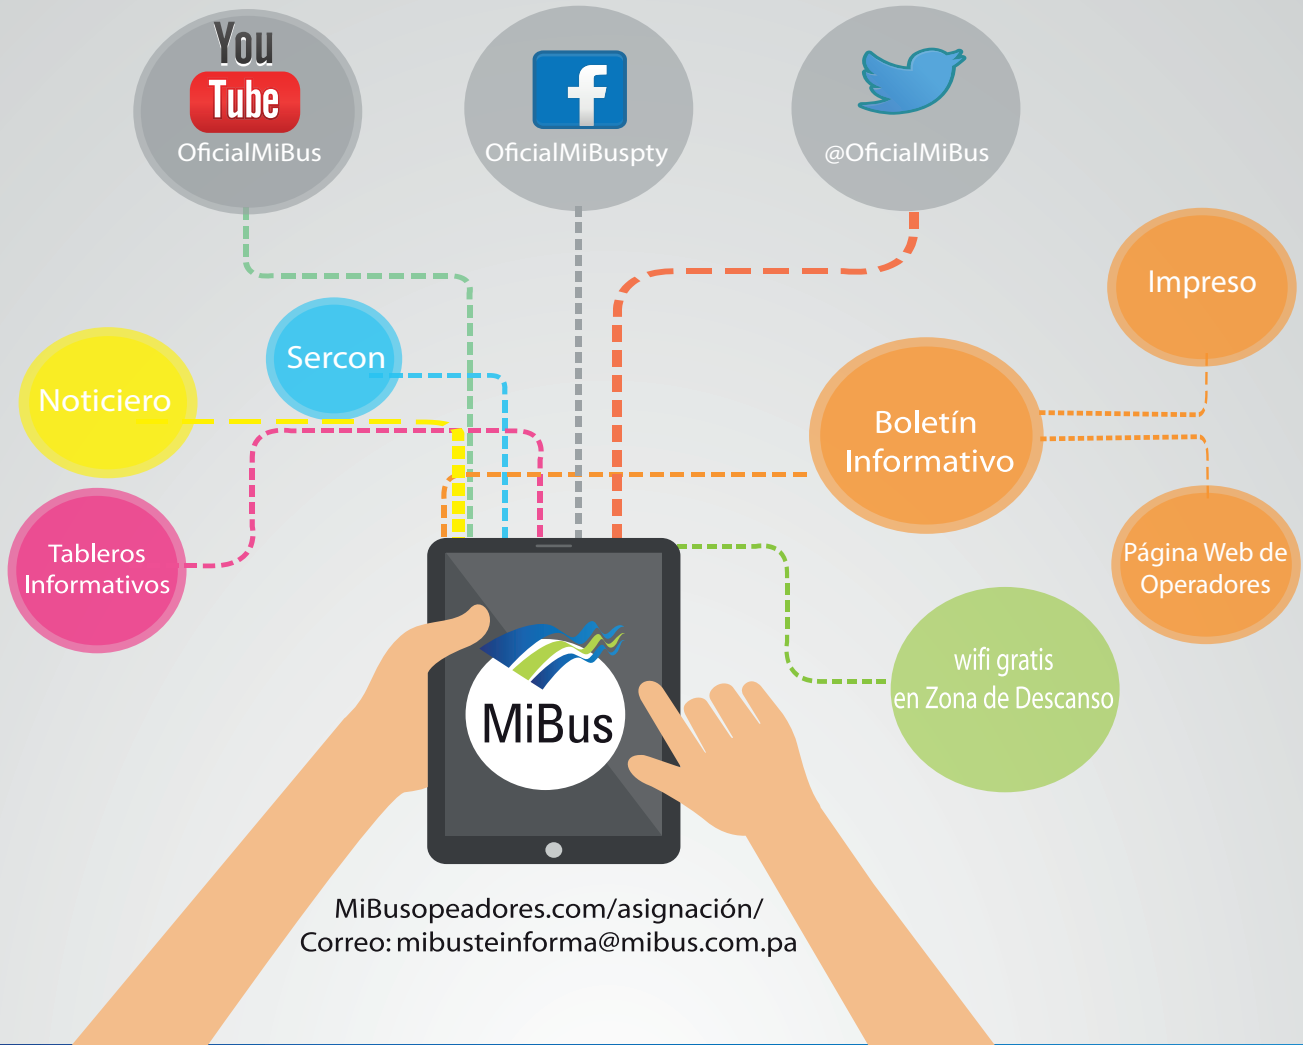 You
Tube
OficialMiBus
OficialMiBuspty
@OficialMiBus
Impreso
Sercon
Noticiero
Boletín
Informativo
Tableros
Informativos
Página Web de
Operadores
wifi gratis
en Zona de Descanso
MiBus
MiBusopeadores.com/asignación/
Correo: mibusteinforma@mibus.com.pa